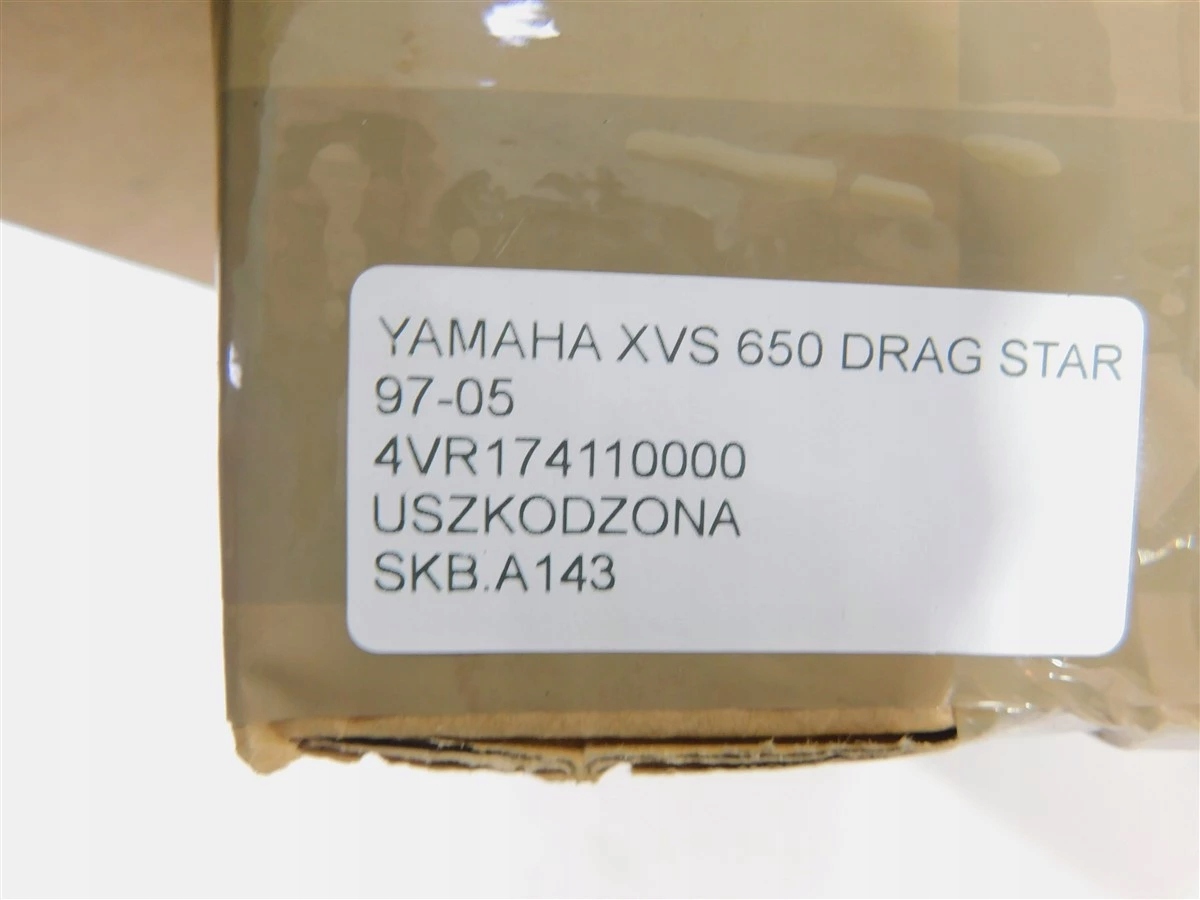 YAMAHA XVS 650 DRAG STAR
97-05
4VR174110000
USZKODZONA
SKB.A143